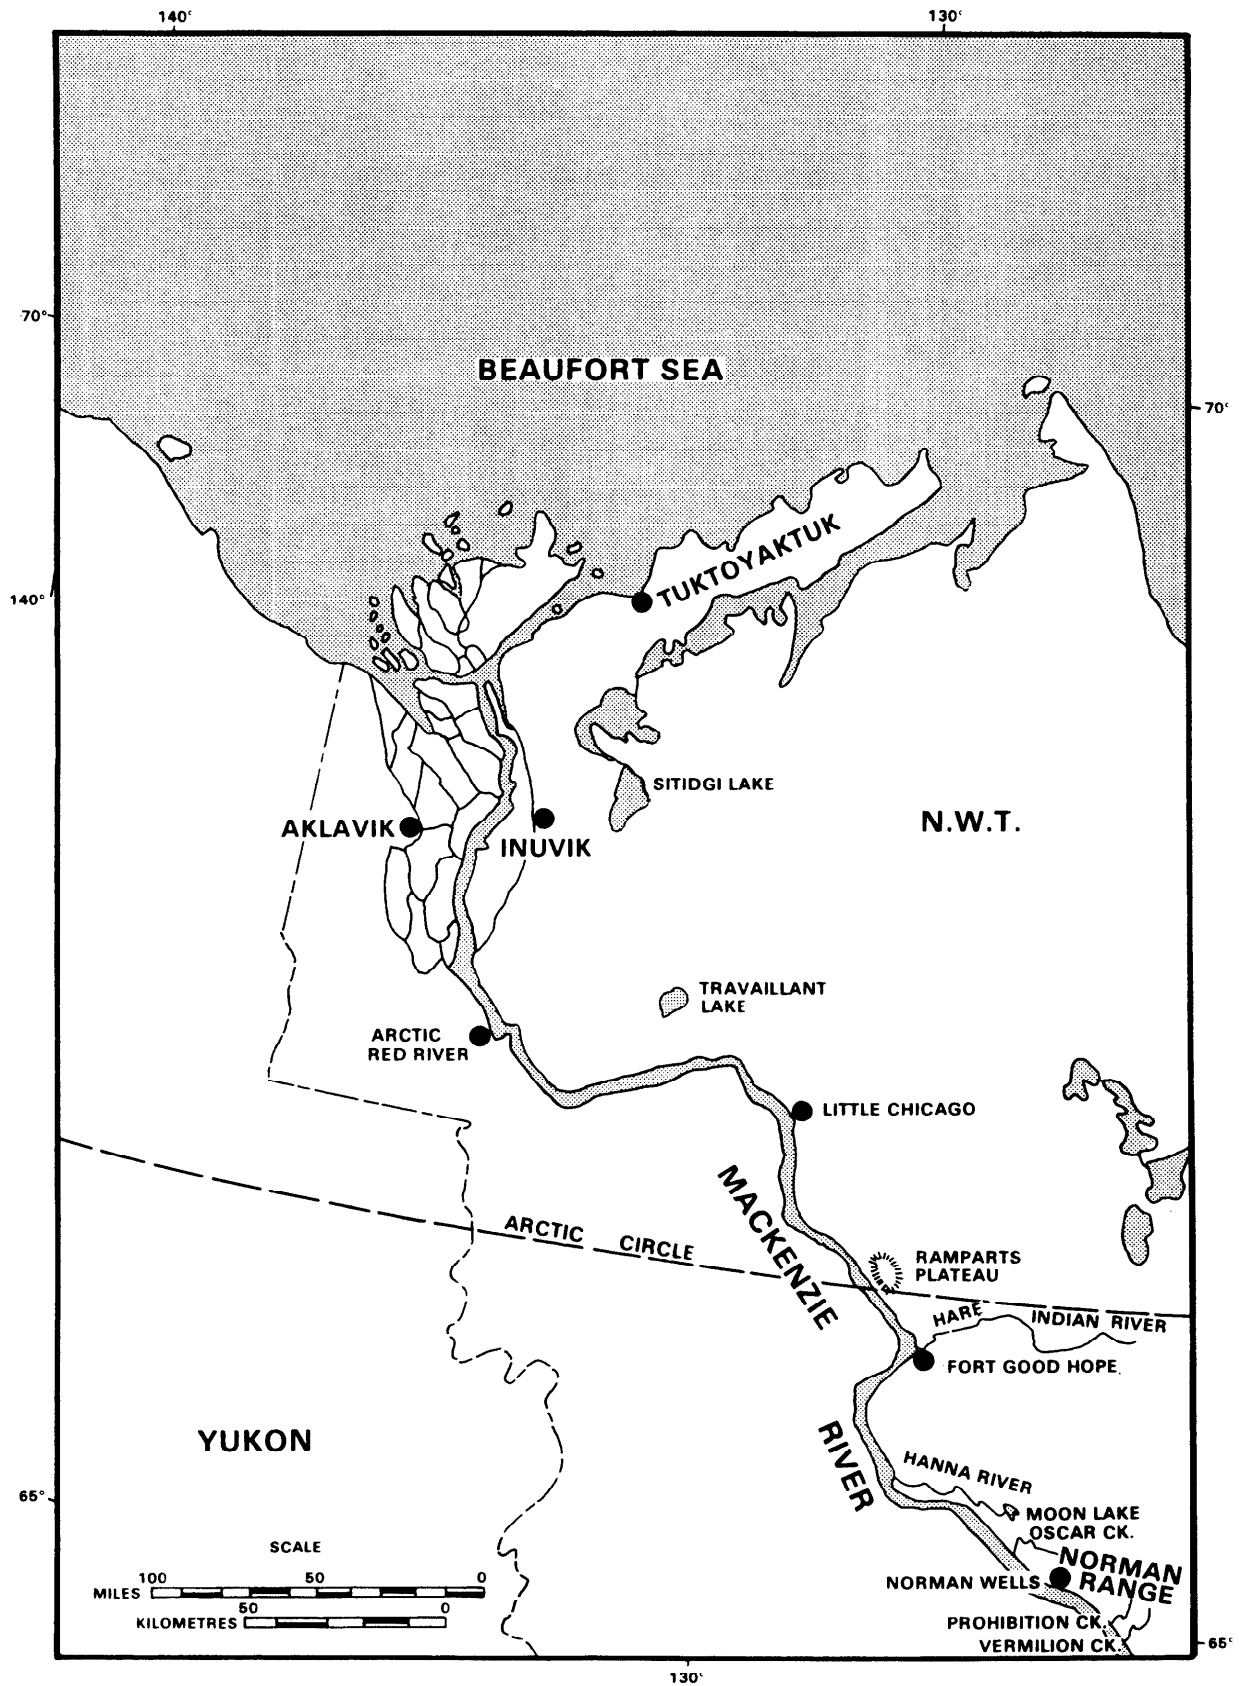 140°
130°
70°
BEAUFORT SEA
70°
TUKTOYAKTUK
140°
SITIDGI LAKE
N.W.T.
AKLAVIK
INUVIK
TRAVAILLANT
LAKE
ARCTIC
RED RIVER
LITTLE CHICAGO
MACKENZIE
ARCTIC CIRCLE
RAMPARTS
PLATEAU
HARE INDIAN RIVER
FORT GOOD HOPE
YUKON
RIVER
HANNA RIVER
65°
MOON LAKE
OSCAR CK.
SCALE
NORMAN
RANGE
NORMAN WELLS
100 50 0
MILES
50 0
KILOMETRES
PROHIBITION CK.
VERMILION CK.
65°
130°